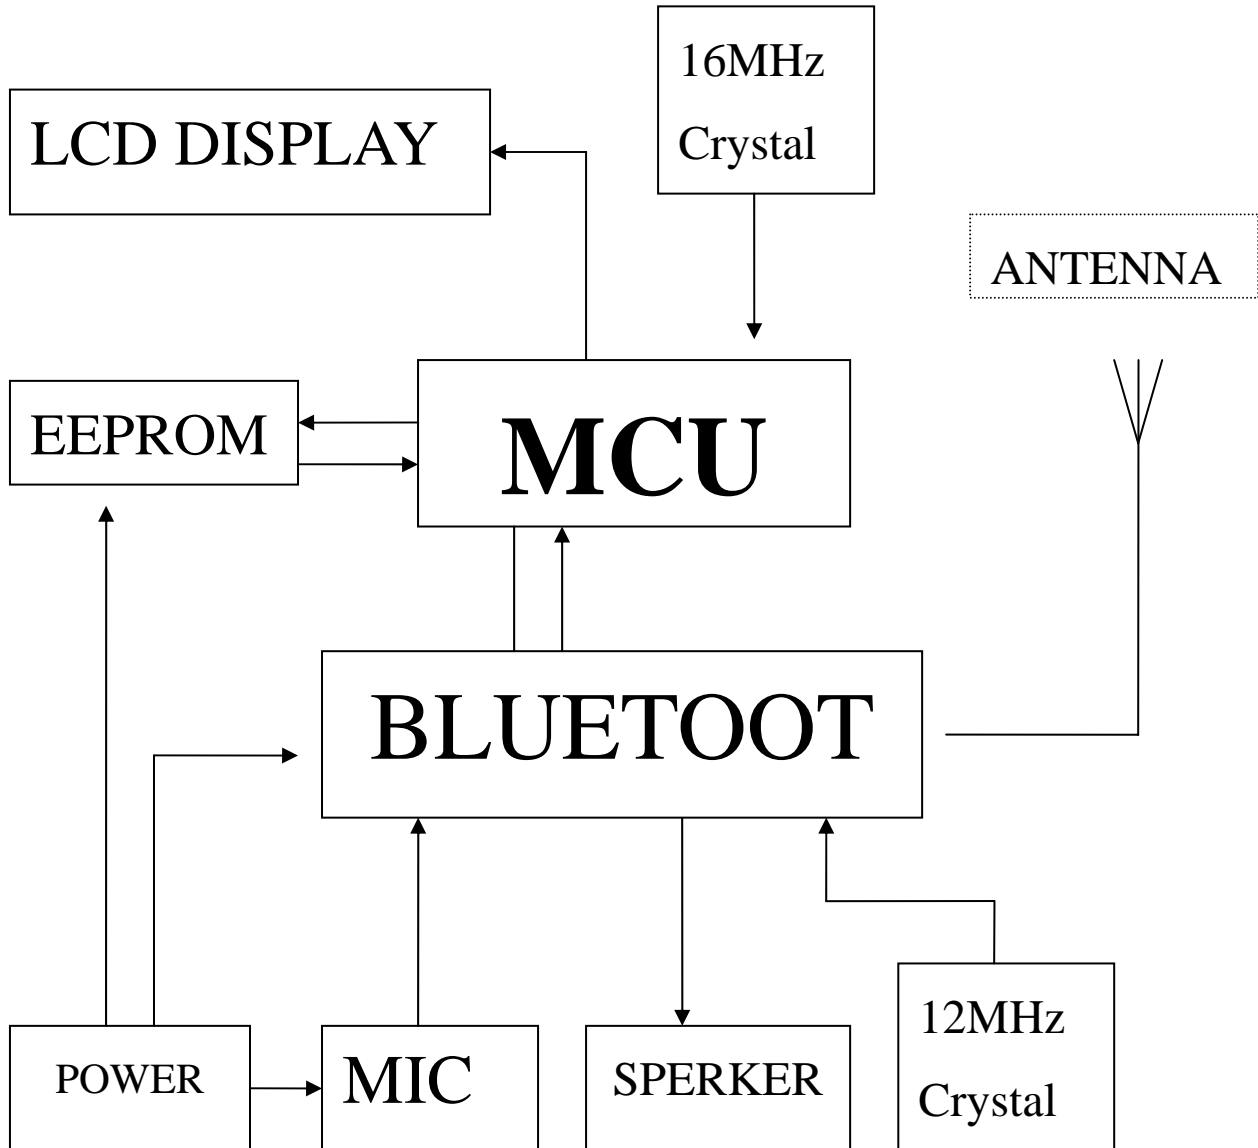 16MHz
Crystal
LCD DISPLAY
ANTENNA
EEPROM
MCU
BLUETOOT
POWER
MIC
SPERKER
12MHz
Crystal